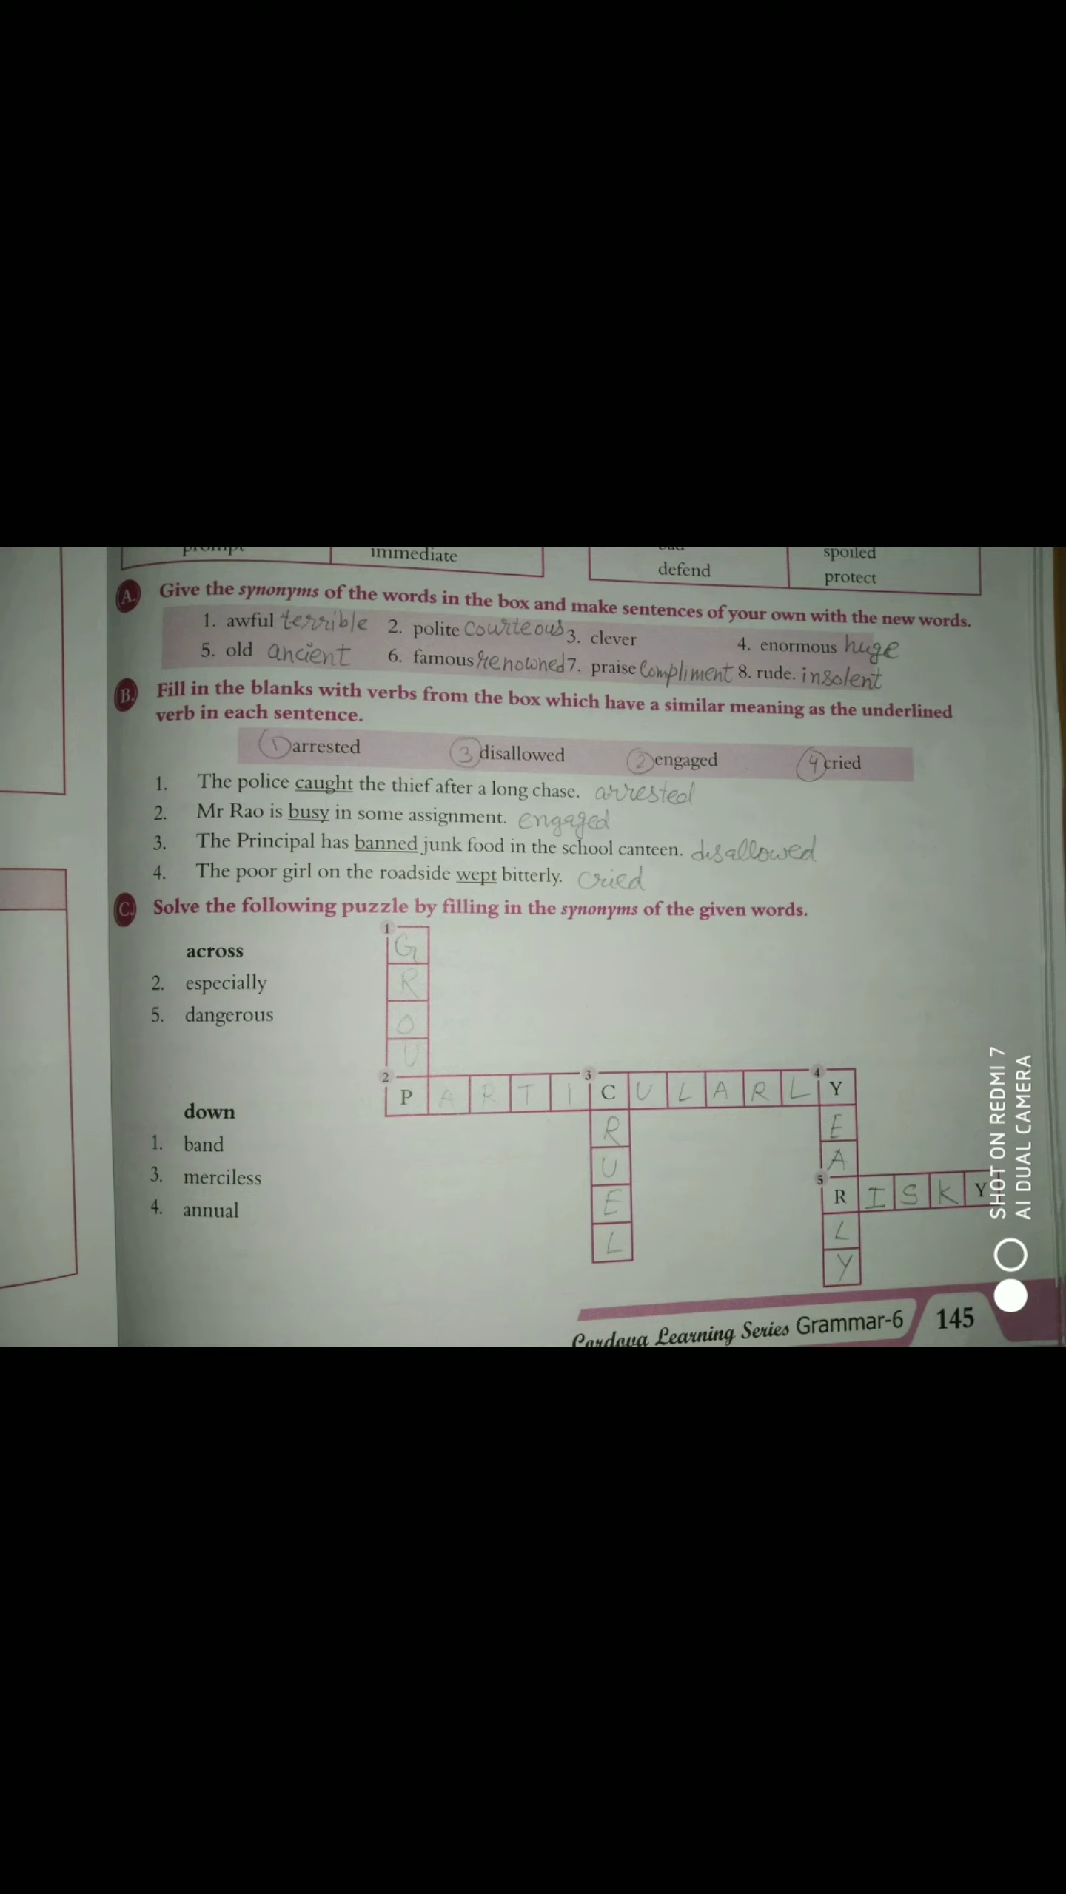 immediate
spoiled
defend
protect
A. Give the synonyms of the words in the box and make sentences of your own with the new words.
1. awful terrible 2. polite Courteous 3. clever 4. enormous huge
5. old ancient 6. famous renowned 7. praise Compliment 8. rude. insolent
B. Fill in the blanks with verbs from the box which have a similar meaning as the underlined
verb in each sentence.
① arrested ③ disallowed ② engaged ④ cried
1. The police caught the thief after a long chase. arrested
2. Mr Rao is busy in some assignment. engaged
3. The Principal has banned junk food in the school canteen. disallowed
4. The poor girl on the roadside wept bitterly. Cried
C. Solve the following puzzle by filling in the synonyms of the given words.
across
2. especially
5. dangerous
down
1. band
3. merciless
4. annual
1
G
R
O
U
2 3 4
P A R T I C U L A R L Y
R E
U A
5
E R I S K Y
L L
Y
Cordova Learning Series Grammar-6 145
SHOT ON REDMI 7
AI DUAL CAMERA